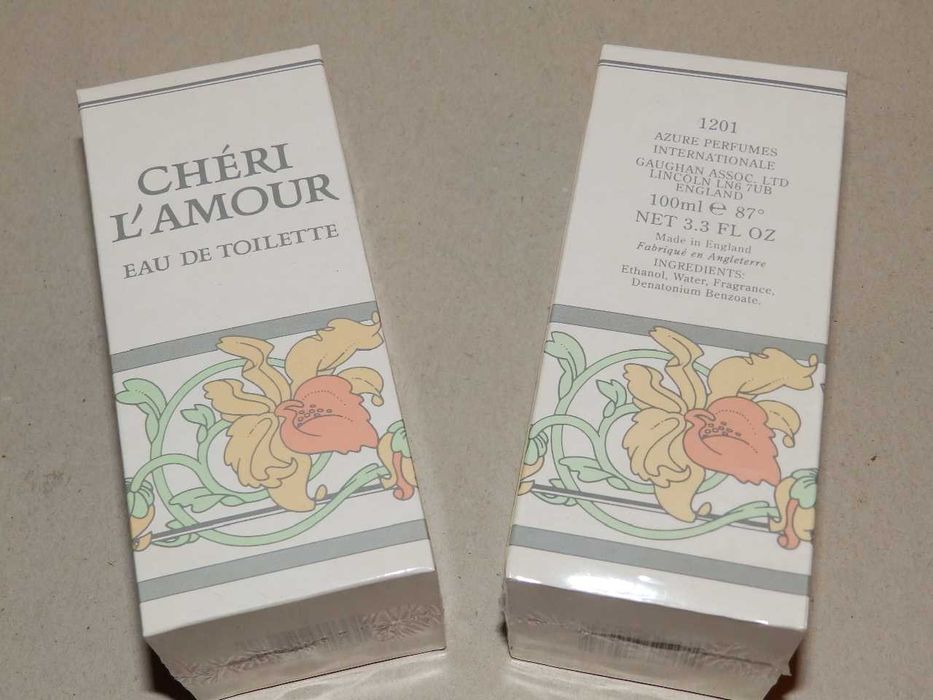 CHÉRI
L'AMOUR
EAU DE TOILETTE
1201
AZURE PERFUMES
INTERNATIONALE
GAUGHAN ASSOC. LTD
LINCOLN LN6 7UB
ENGLAND
100ml ℮ 87°
NET 3.3 FL OZ
Made in England
Fabriqué en Angleterre
INGREDIENTS:
Ethanol, Water, Fragrance,
Denatonium Benzoate.